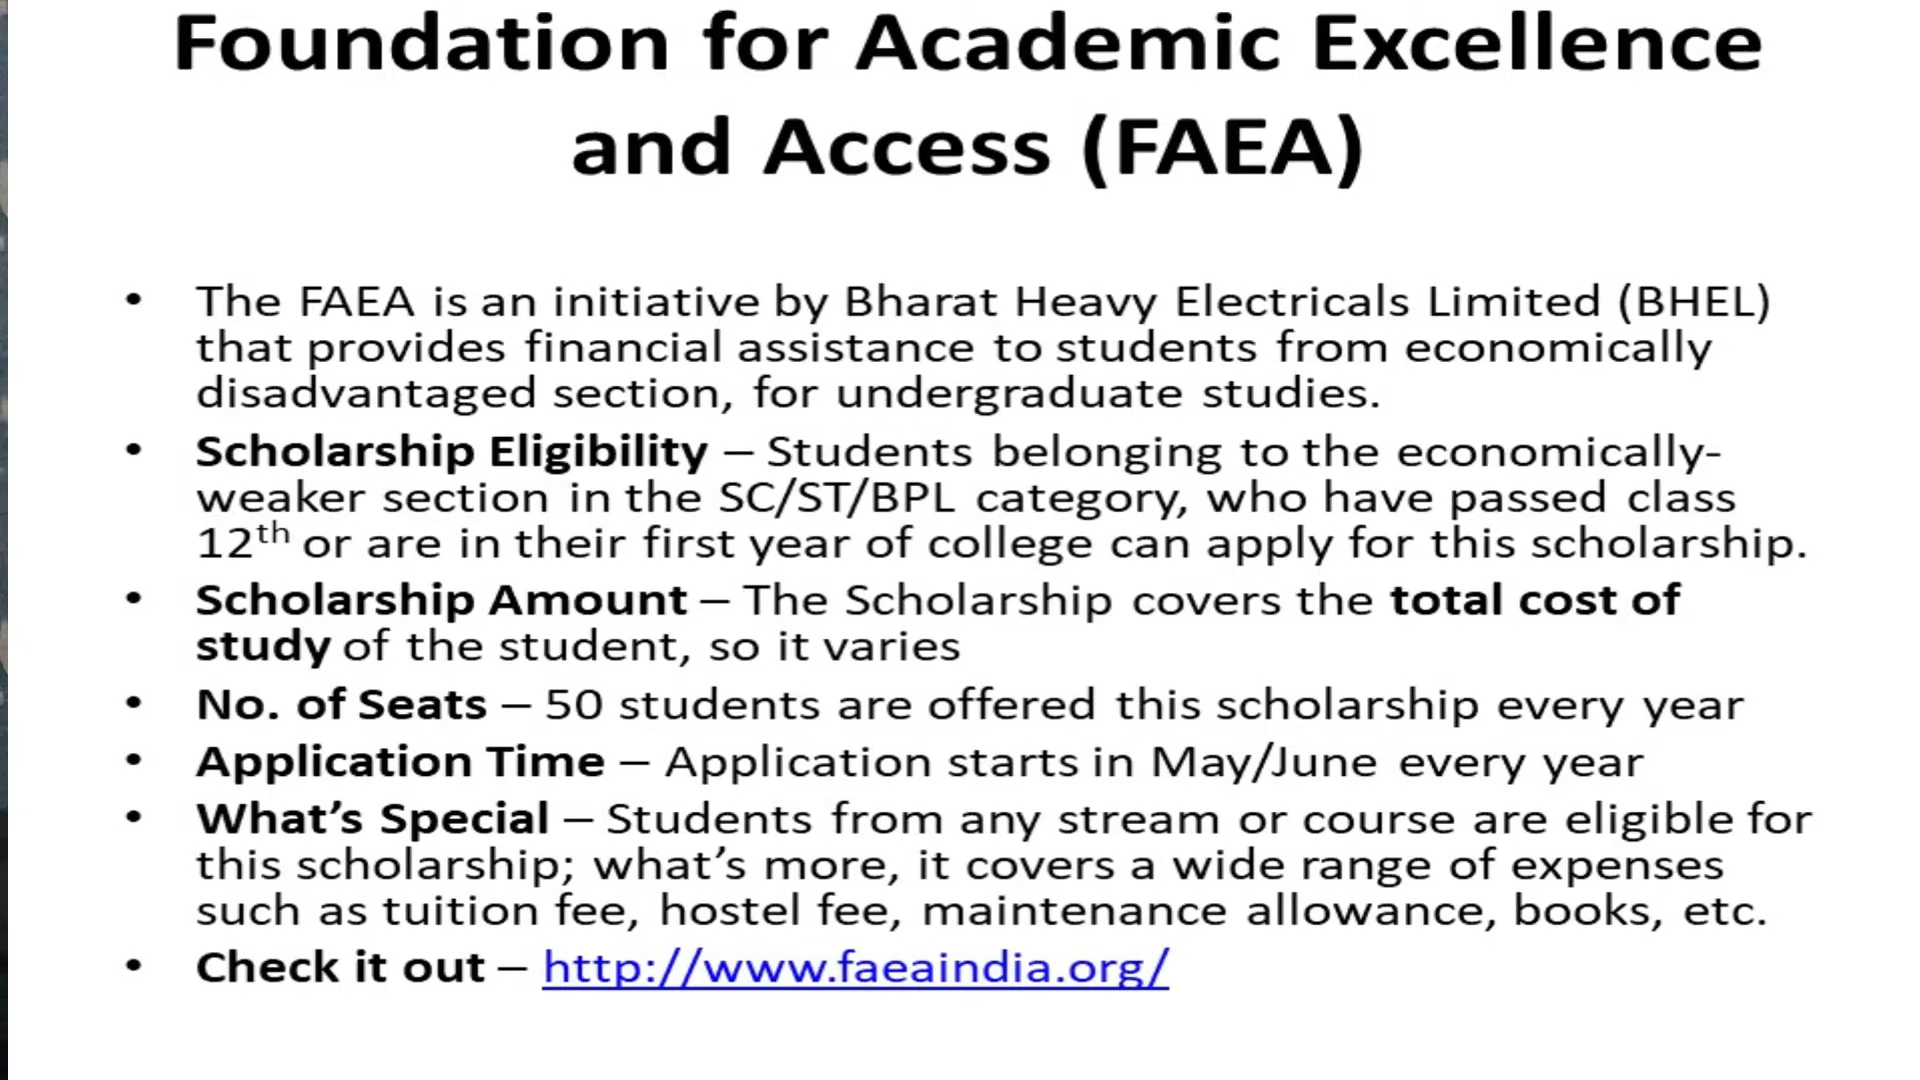 Foundation for Academic Excellence
and Access (FAEA)
• The FAEA is an initiative by Bharat Heavy Electricals Limited (BHEL)
that provides financial assistance to students from economically
disadvantaged section, for undergraduate studies.
• Scholarship Eligibility – Students belonging to the economically-
weaker section in the SC/ST/BPL category, who have passed class
12th or are in their first year of college can apply for this scholarship.
• Scholarship Amount – The Scholarship covers the total cost of
study of the student, so it varies
• No. of Seats – 50 students are offered this scholarship every year
• Application Time – Application starts in May/June every year
• What’s Special – Students from any stream or course are eligible for
this scholarship; what’s more, it covers a wide range of expenses
such as tuition fee, hostel fee, maintenance allowance, books, etc.
• Check it out – http://www.faeaindia.org/